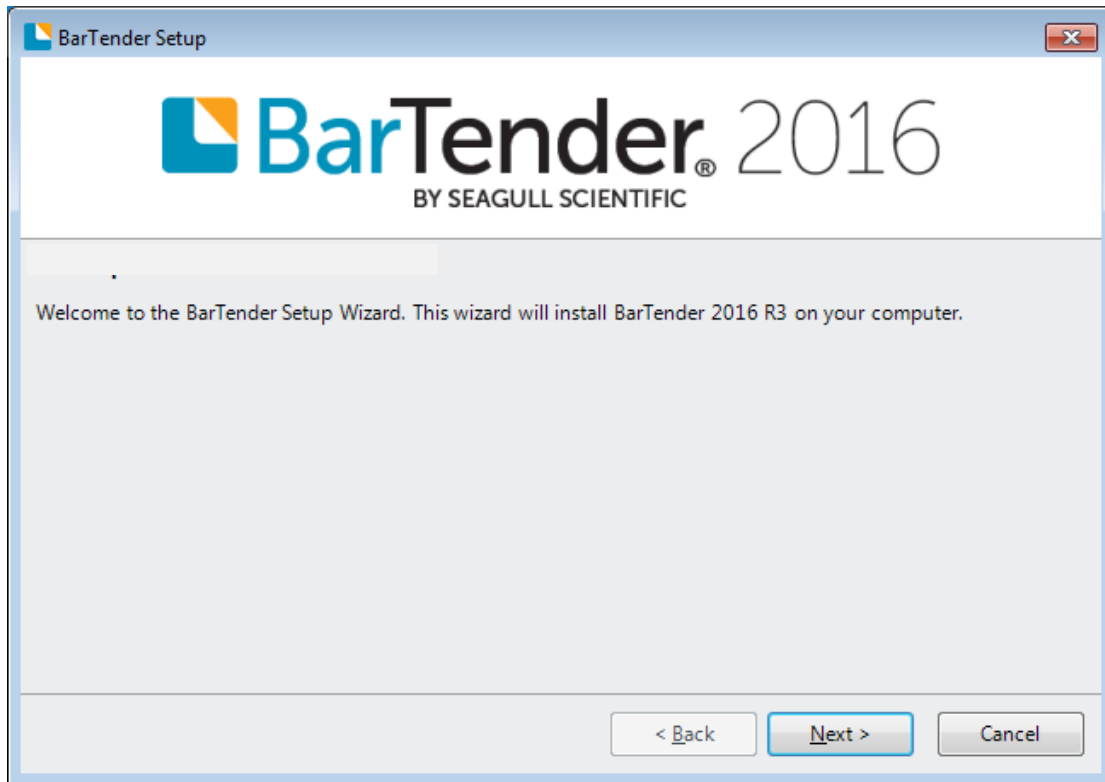 BarTender Setup
BarTender® 2016
BY SEAGULL SCIENTIFIC
Welcome to the BarTender Setup Wizard. This wizard will install BarTender 2016 R3 on your computer.
< Back Next > Cancel